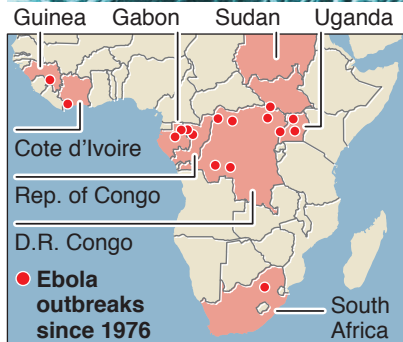 Guinea Gabon Sudan Uganda
Cote d'Ivoire
Rep. of Congo
D.R. Congo
Ebola
outbreaks
since 1976
South
Africa